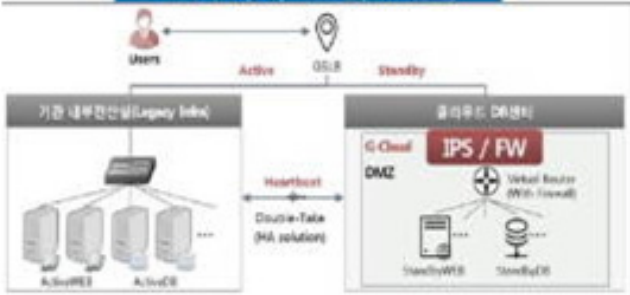 Users
GSLB
Active
Standby
기관 내부전산실(Legacy Infra)
클라우드 DR센터
G-Cloud
IPS / FW
DMZ
Virtual Router
(With Firewall)
Heartbeat
Double-Take
(HA solution)
...
...
ActiveWEB
ActiveDB
StandbyWEB
StandbyDB